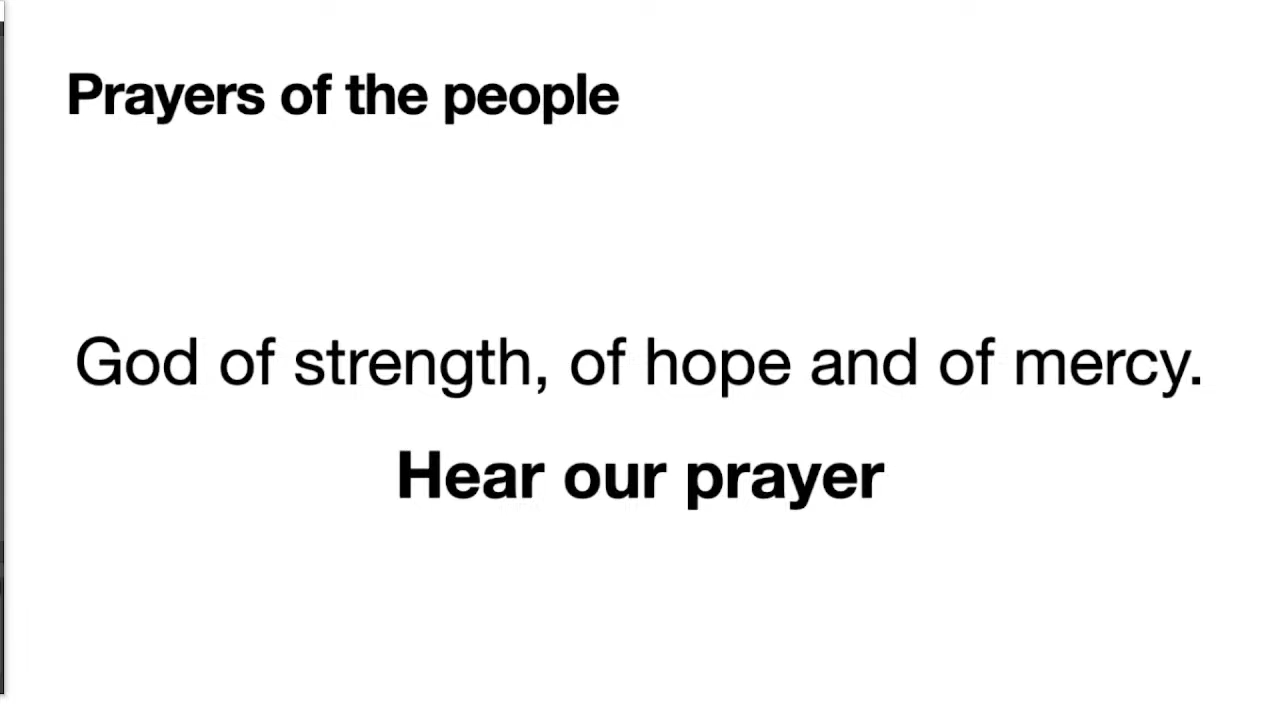 Prayers of the people
God of strength, of hope and of mercy.
Hear our prayer